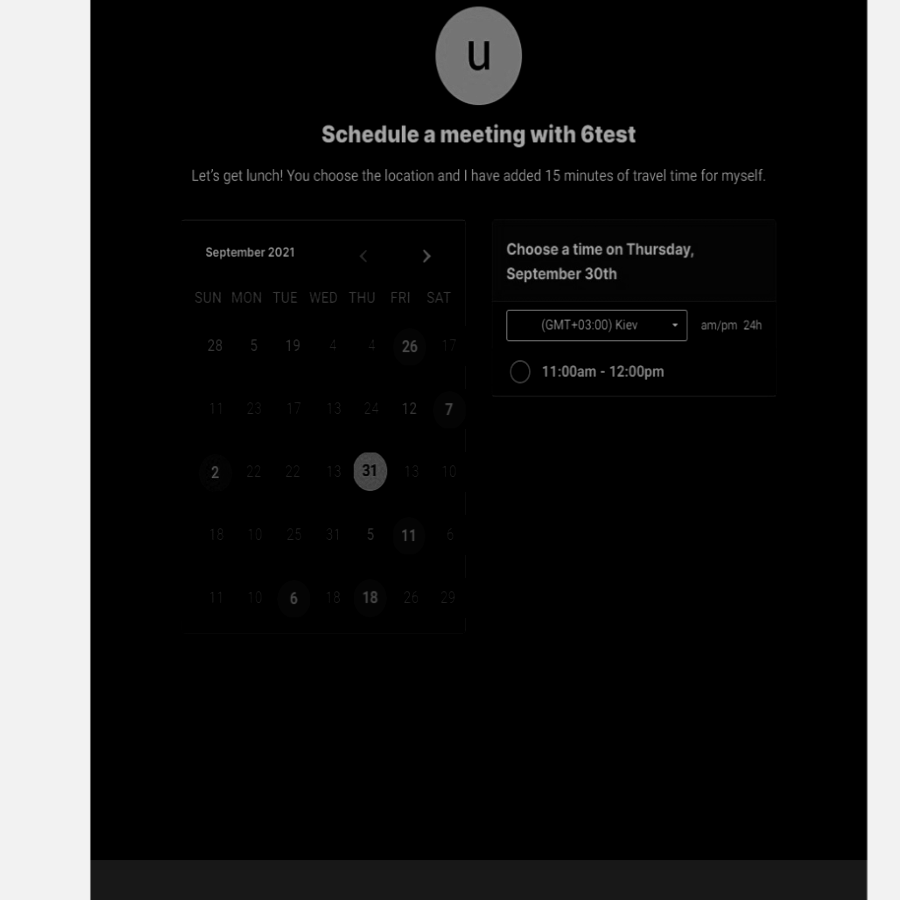 u
Schedule a meeting with 6test
Let's get lunch! You choose the location and I have added 15 minutes of travel time for myself.
September 2021
SUN MON TUE WED THU FRI SAT
28 5 19 4 4 26 17
11 23 17 13 24 12 7
2 22 22 13 31 13 10
18 10 25 31 5 11 6
11 10 6 18 18 26 29
Choose a time on Thursday,
September 30th
(GMT+03:00) Kiev am/pm 24h
11:00am - 12:00pm